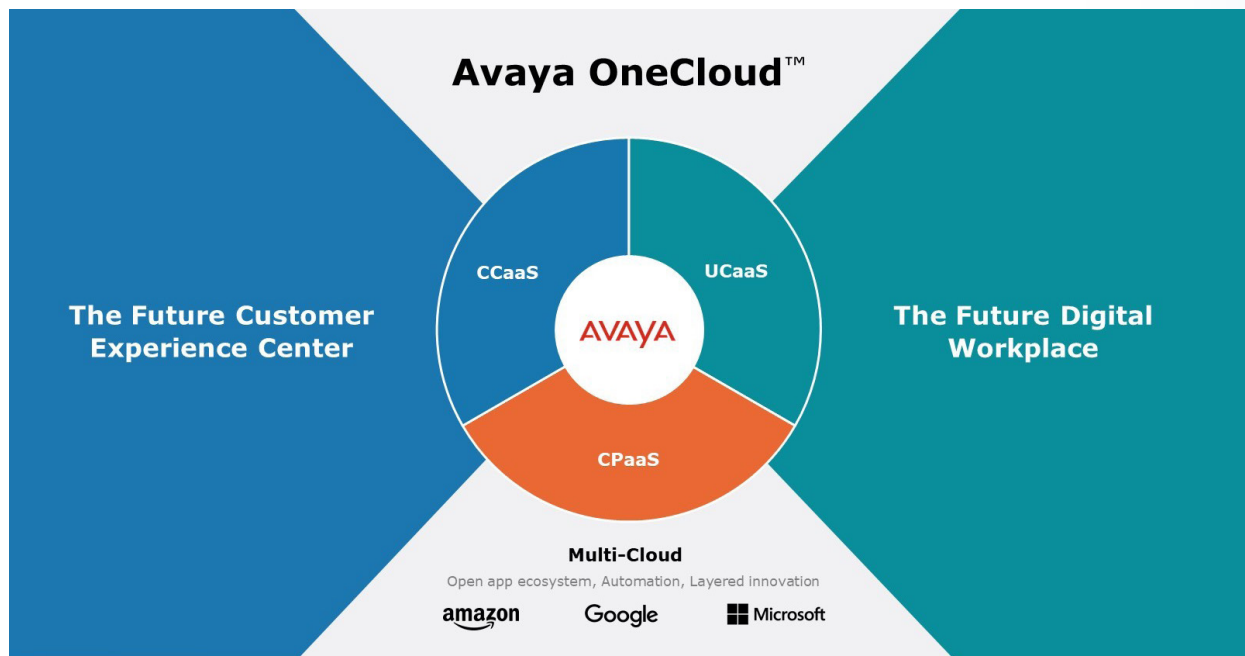 Avaya OneCloud™
CCaaS
UCaaS
The Future Customer
Experience Center
AVAYA
The Future Digital
Workplace
CPaaS
Multi-Cloud
Open app ecosystem, Automation, Layered innovation
amazon
Google
Microsoft